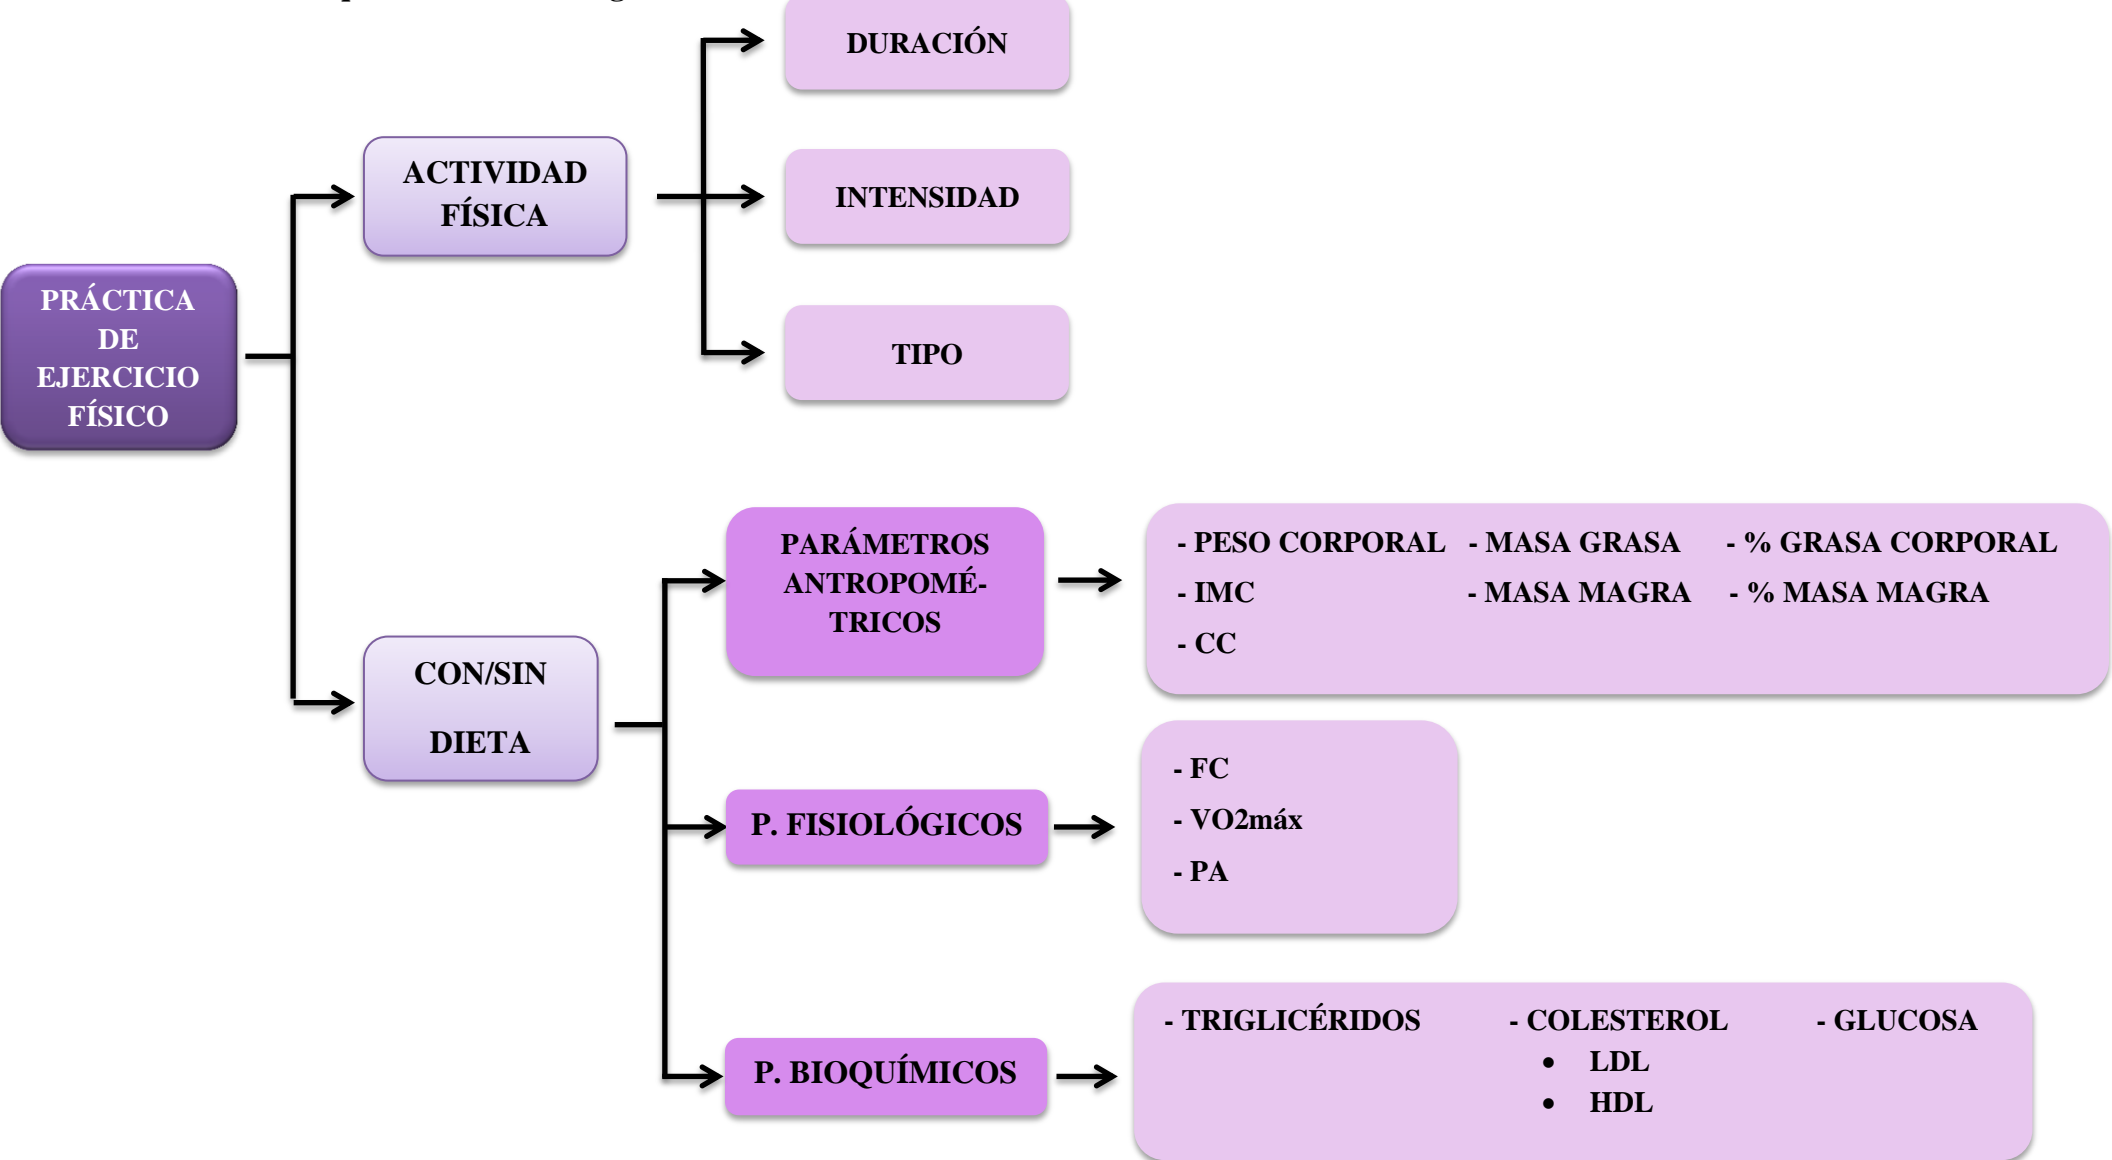 DURACIÓN
ACTIVIDAD
FÍSICA
INTENSIDAD
TIPO
PRÁCTICA
DE
EJERCICIO
FÍSICO
PARÁMETROS
ANTROPOMÉ-
TRICOS
- PESO CORPORAL - MASA GRASA - % GRASA CORPORAL
- IMC - MASA MAGRA - % MASA MAGRA
- CC
CON/SIN
DIETA
P. FISIOLÓGICOS
- FC
- VO2máx
- PA
P. BIOQUÍMICOS
- TRIGLICÉRIDOS - COLESTEROL - GLUCOSA
• LDL
• HDL